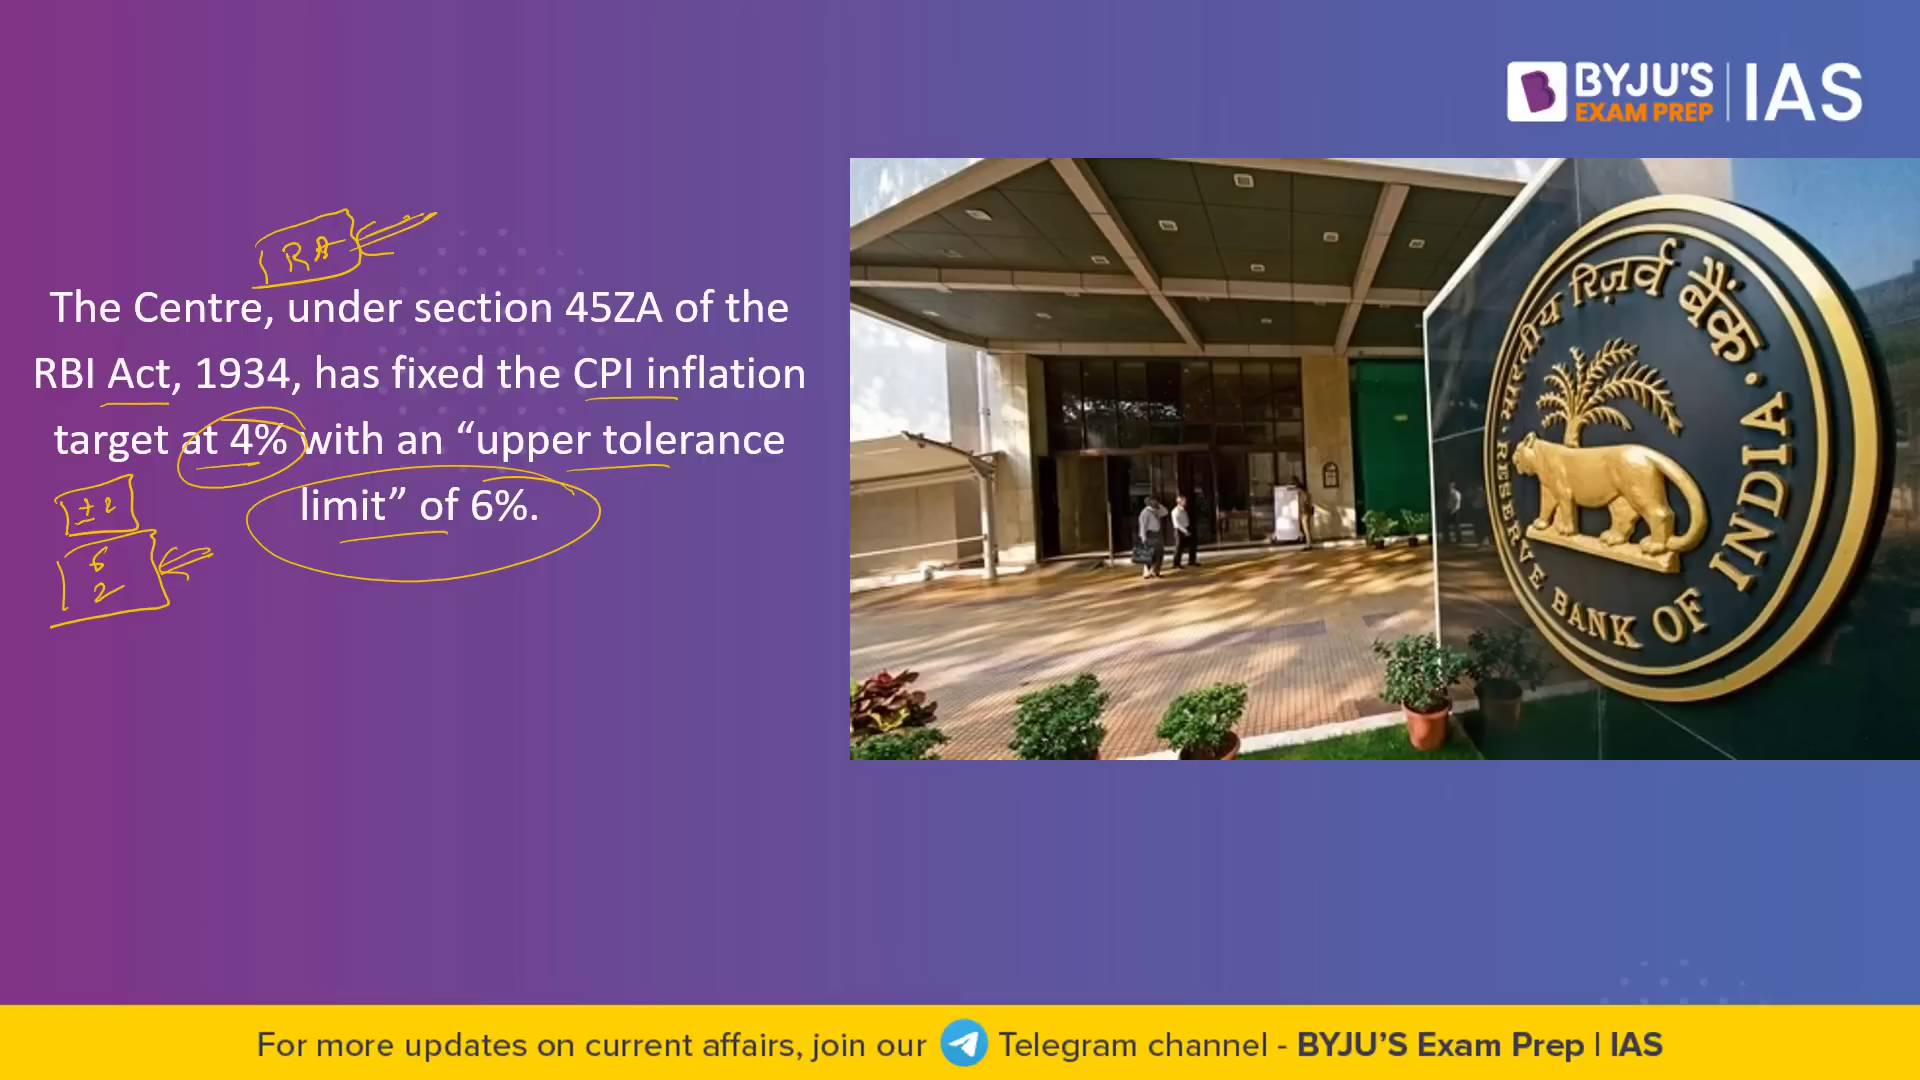 BYJU'S
EXAM PREP
IAS
RB
The Centre, under section 45ZA of the
RBI Act, 1934, has fixed the CPI inflation
target at 4% with an “upper tolerance
limit” of 6%.
±2
6
2
भारतीय रिज़र्व बैंक
RESERVE BANK OF INDIA
For more updates on current affairs, join our Telegram channel - BYJU’S Exam Prep | IAS